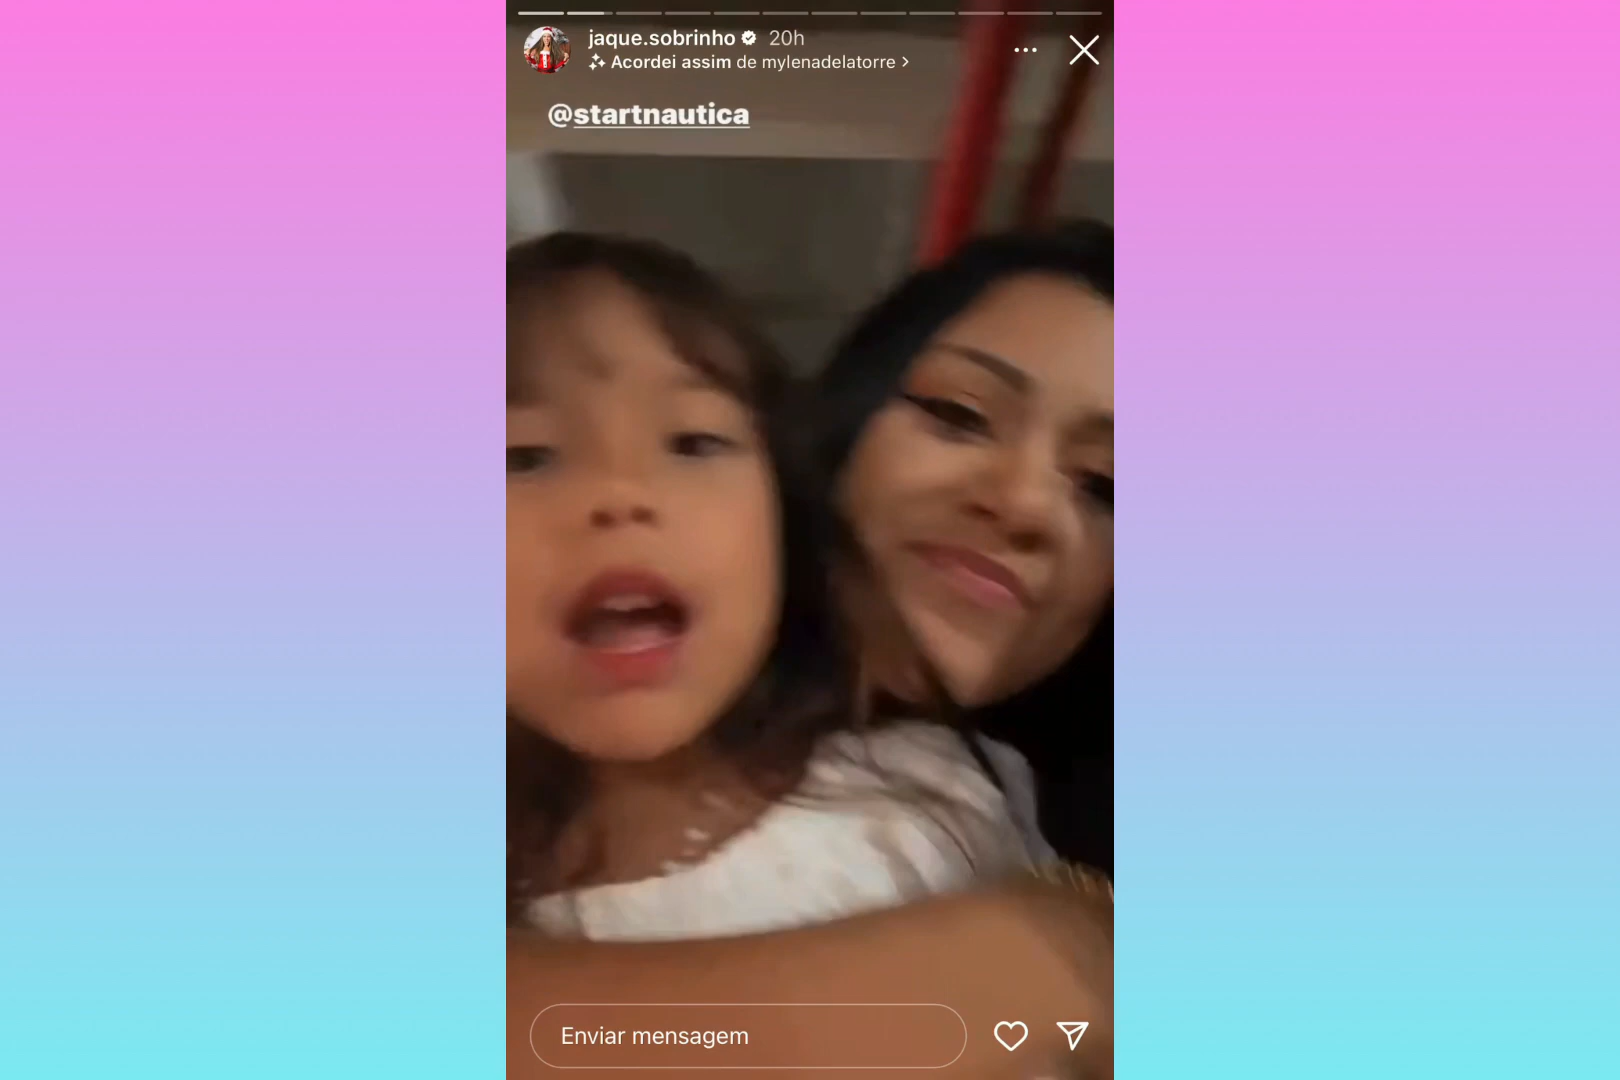 jaque.sobrinho 20h
Acordei assim de mylenadelatorre
@startnautica
Enviar mensagem